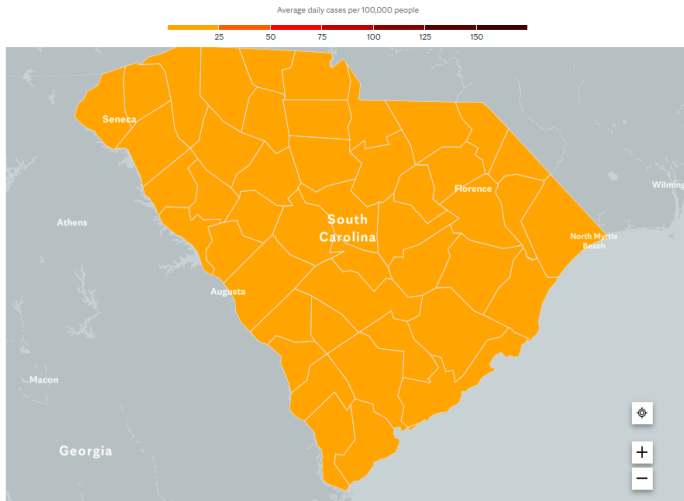 Average daily cases per 100,000 people
25 50 75 100 125 150
Seneca
Florence
Wilming
South
Carolina
Athens
North Myrtle
Beach
Augusta
Macon
Georgia
+
−